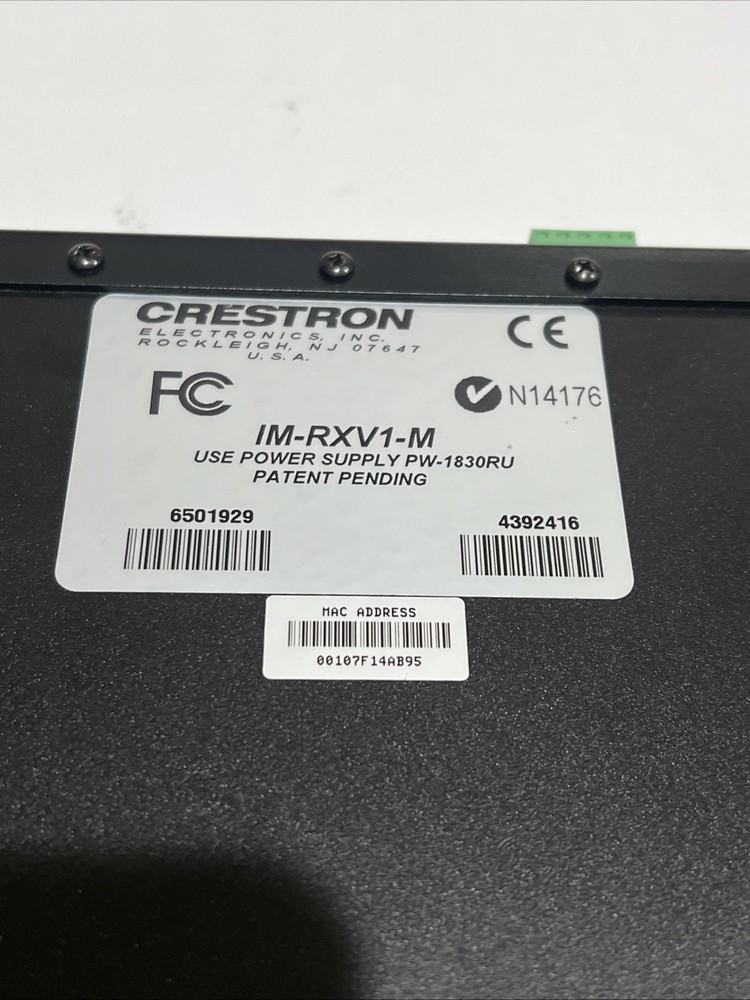 CRESTRON
ELECTRONICS, INC.
ROCKLEIGH, NJ 07647
U.S.A.
FC
CE
N14176
IM-RXV1-M
USE POWER SUPPLY PW-1830RU
PATENT PENDING
6501929
4392416
MAC ADDRESS
00107F14AB95